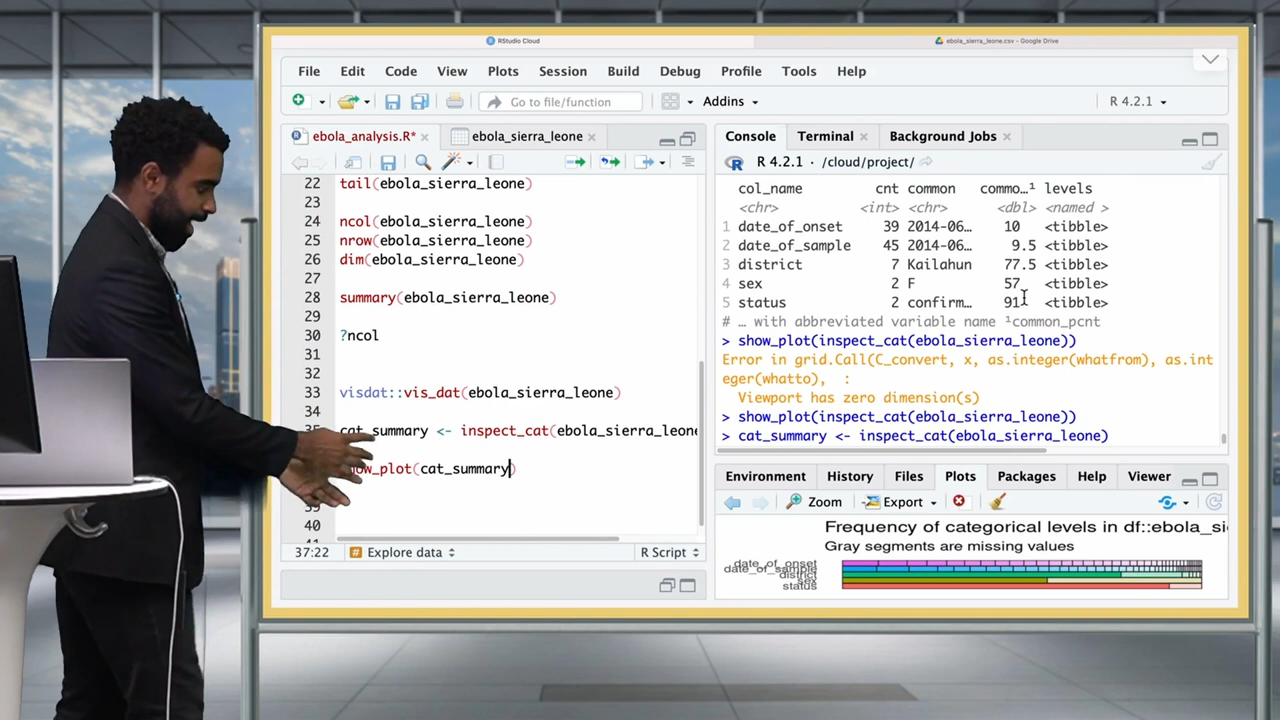 RStudio Cloud
ebola_sierra_leone.csv - Google Drive
File Edit Code View Plots Session Build Debug Profile Tools Help
Go to file/function
Addins
R 4.2.1
ebola_analysis.R*
ebola_sierra_leone
22 tail(ebola_sierra_leone)
23
24 ncol(ebola_sierra_leone)
25 nrow(ebola_sierra_leone)
26 dim(ebola_sierra_leone)
27
28 summary(ebola_sierra_leone)
29
30 ?ncol
31
32
33 visdat::vis_dat(ebola_sierra_leone)
34
cat_summary <- inspect_cat(ebola_sierra_leone
ow_plot(cat_summary)
40
37:22 Explore data R Script
Console Terminal Background Jobs
R 4.2.1 · /cloud/project/
col_name cnt common commo…¹ levels
<chr> <int> <chr> <dbl> <named >
1 date_of_onset 39 2014-06… 10 <tibble>
2 date_of_sample 45 2014-06… 9.5 <tibble>
3 district 7 Kailahun 77.5 <tibble>
4 sex 2 F 57 <tibble>
5 status 2 confirm… 91 <tibble>
# … with abbreviated variable name ¹common_pcnt
> show_plot(inspect_cat(ebola_sierra_leone))
Error in grid.Call(C_convert, x, as.integer(whatfrom), as.int
eger(whatto), :
Viewport has zero dimension(s)
> show_plot(inspect_cat(ebola_sierra_leone))
> cat_summary <- inspect_cat(ebola_sierra_leone)
Environment History Files Plots Packages Help Viewer
Zoom Export
Frequency of categorical levels in df::ebola_si
Gray segments are missing values
date_of_onset
date_of_sample
district
status